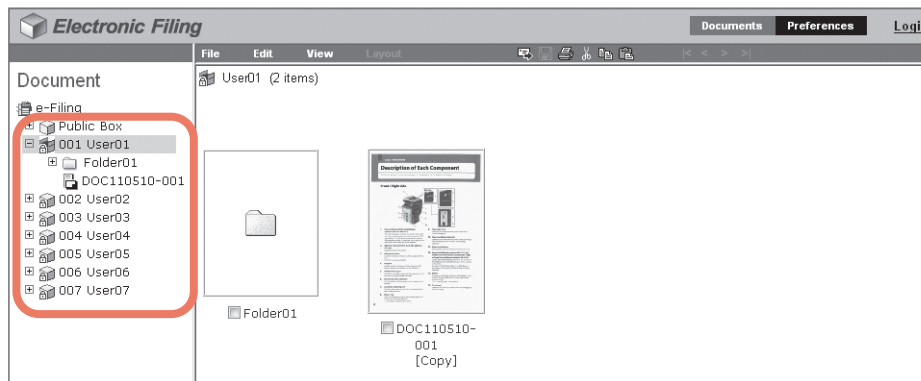 Electronic Filing
Documents Preferences Logi
File Edit View Layout
|< < > >|
Document
e-Filing
Public Box
001 User01
Folder01
DOC110510-001
002 User02
003 User03
004 User04
005 User05
006 User06
007 User07
User01 (2 items)
Folder01
Description of Each Component
DOC110510-
001
[Copy]